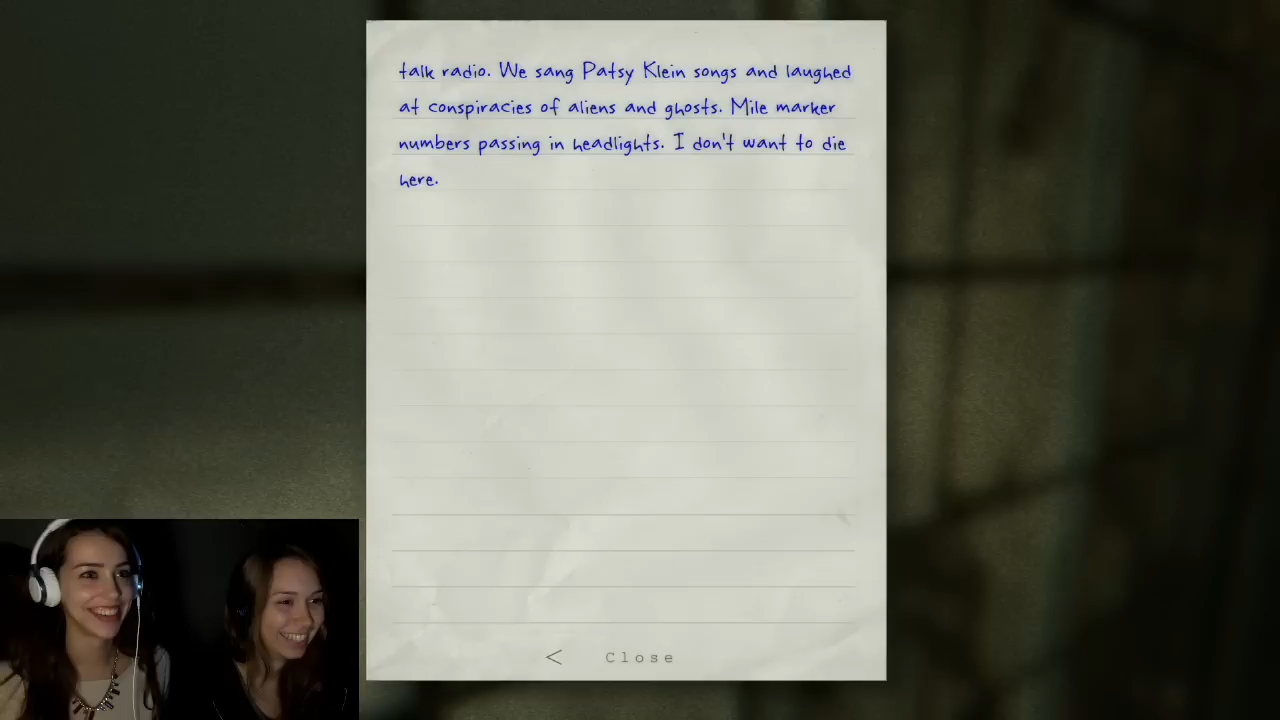 talk radio. We sang Patsy Klein songs and laughed
at conspiracies of aliens and ghosts. Mile marker
numbers passing in headlights. I don't want to die
here.
< Close